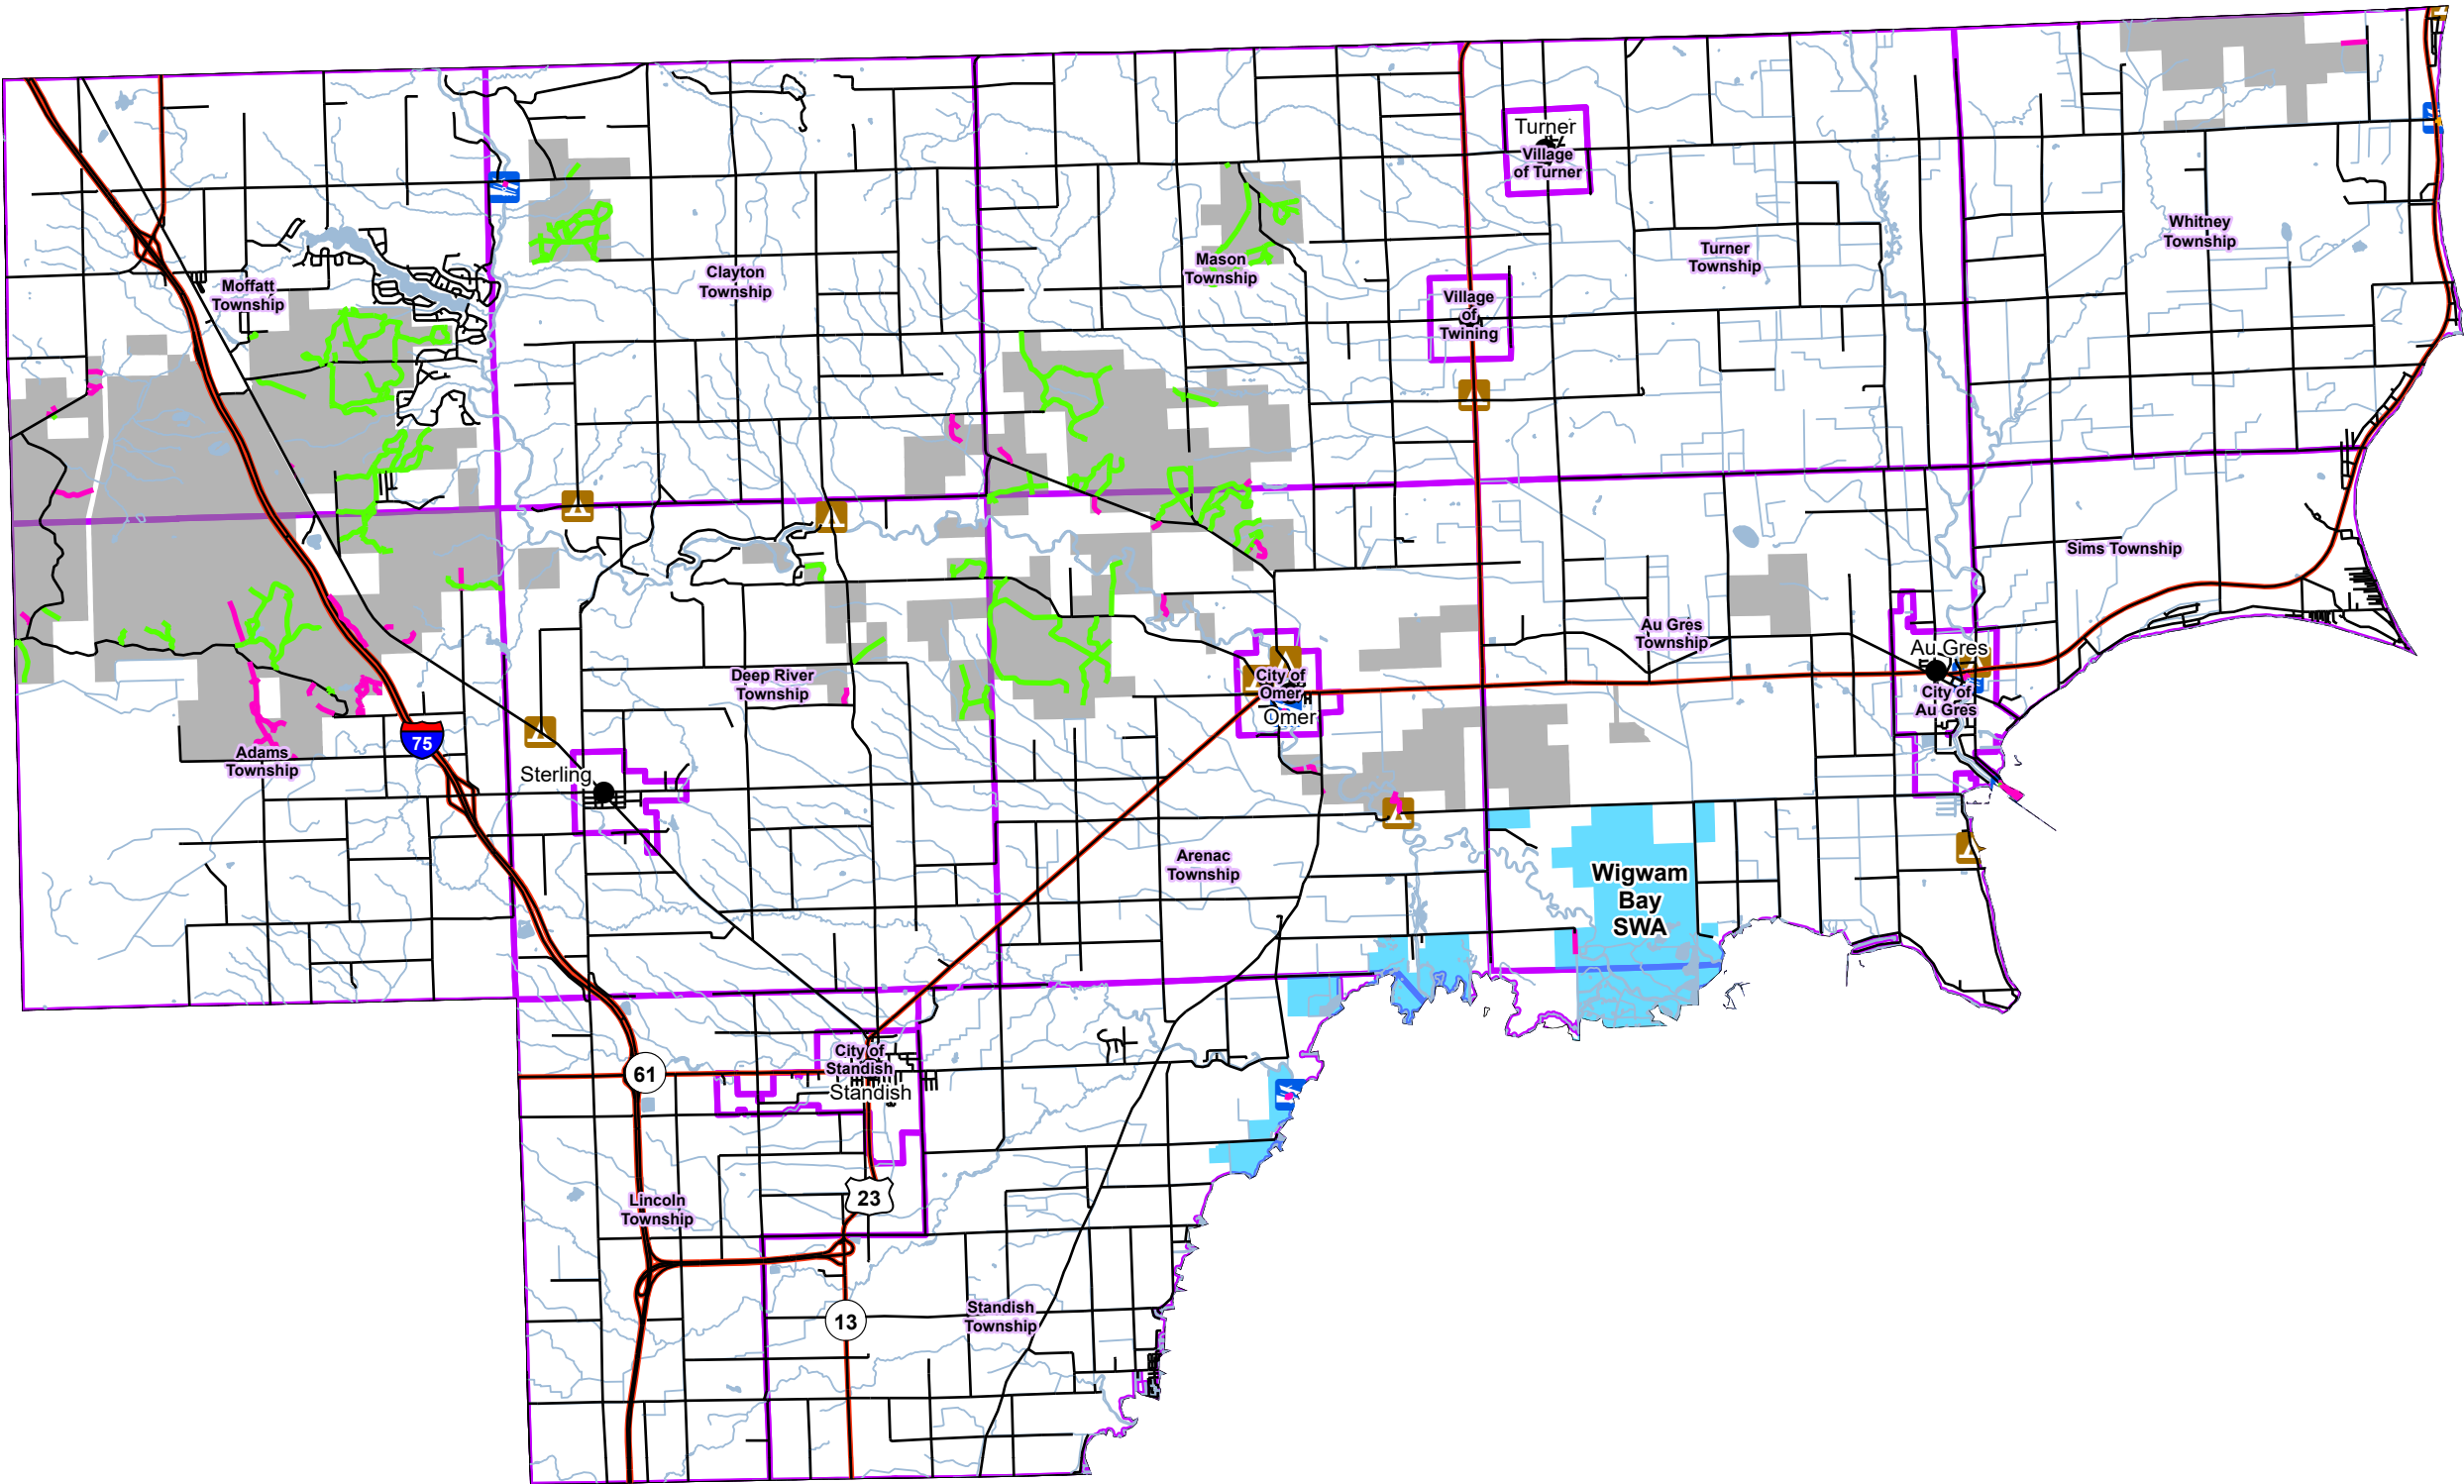 Turner
Village
of Turner
Whitney
Township
Turner
Township
Mason
Township
Clayton
Township
Moffatt
Township
Village
of
Twining
Sims Township
Au Gres
Township
Au Gres
City of
Au Gres
Deep River
Township
City of
Omer
Omer
75
Adams
Township
Sterling
Arenac
Township
Wigwam
Bay
SWA
City of
Standish
Standish
61
23
Lincoln
Township
13
Standish
Township